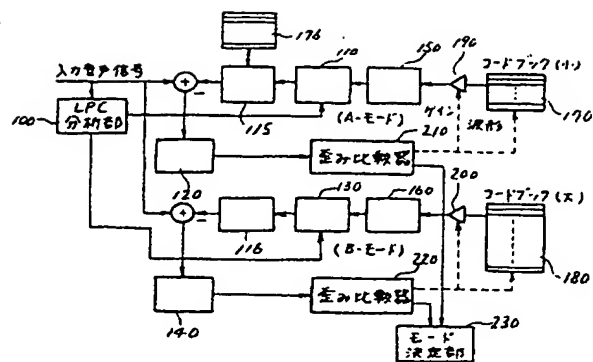 176
110
150
190
コードブック(小)
入力音声信号
+
−
100
LPC
分析部
115
(A-モード)
210
ゲイン
波形
170
歪み比較器
120
130
160
200
コードブック(大)
+
−
116
(B-モード)
220
180
歪み比較器
140
230
モード
決定部